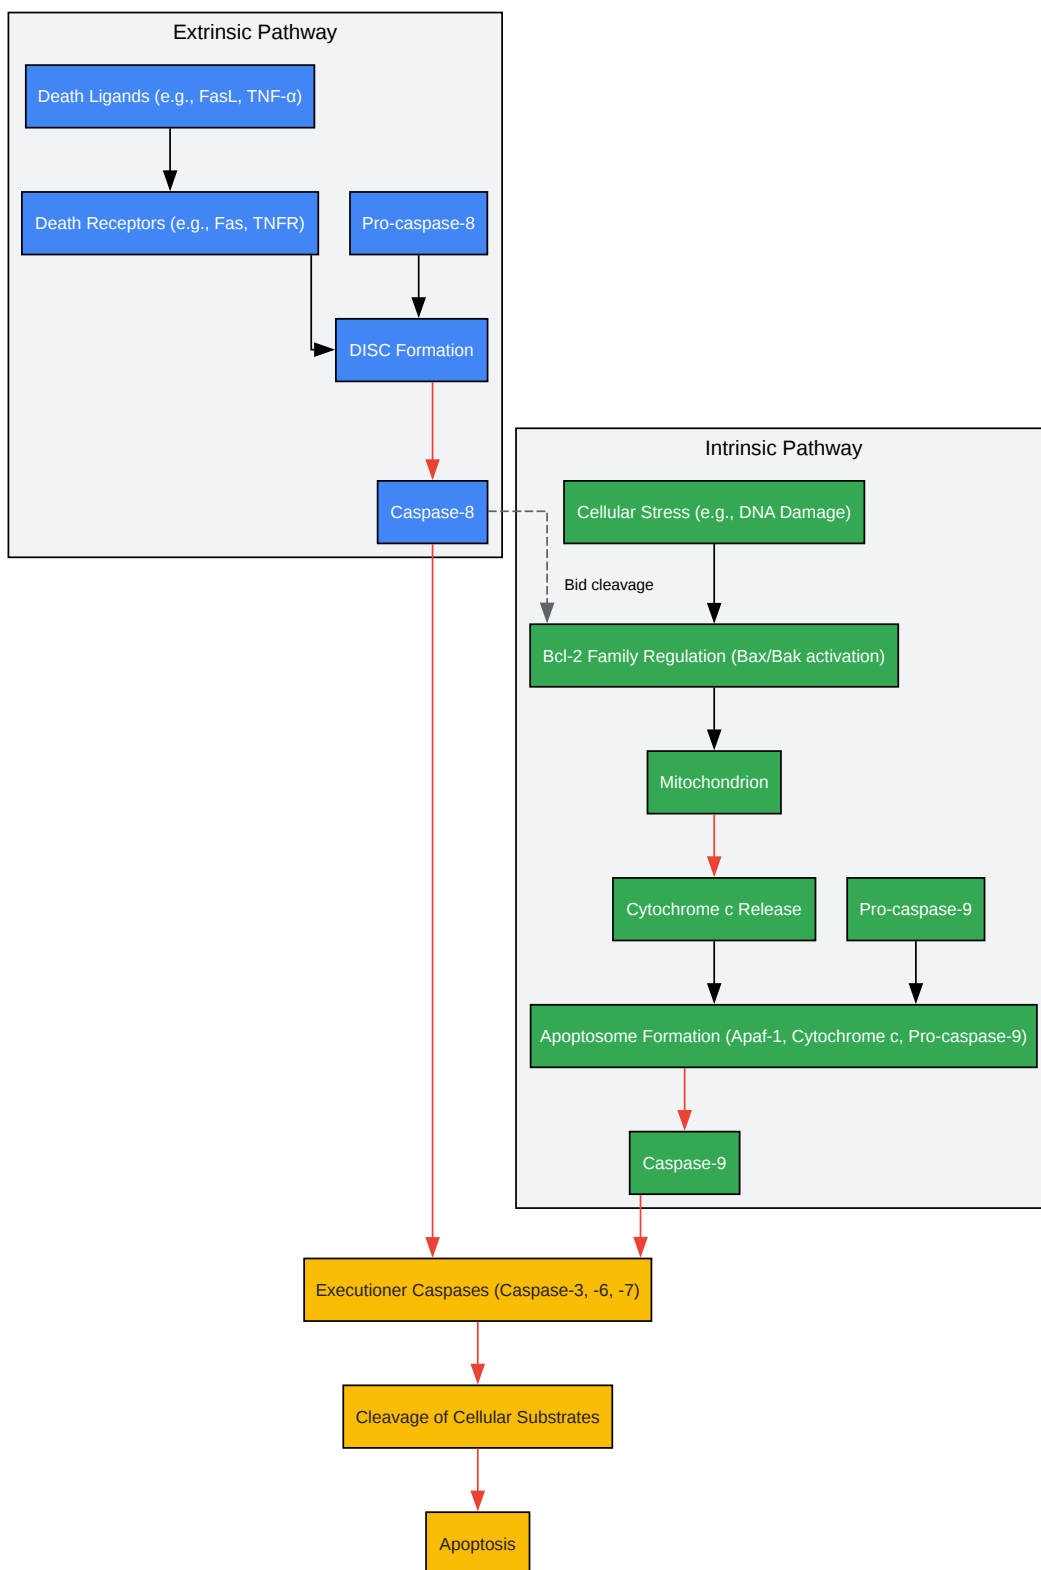 Extrinsic Pathway
Death Ligands (e.g., FasL, TNF-α)
Death Receptors (e.g., Fas, TNFR)
Pro-caspase-8
DISC Formation
Caspase-8
Intrinsic Pathway
Cellular Stress (e.g., DNA Damage)
Bid cleavage
Bcl-2 Family Regulation (Bax/Bak activation)
Mitochondrion
Cytochrome c Release
Pro-caspase-9
Apoptosome Formation (Apaf-1, Cytochrome c, Pro-caspase-9)
Caspase-9
Executioner Caspases (Caspase-3, -6, -7)
Cleavage of Cellular Substrates
Apoptosis